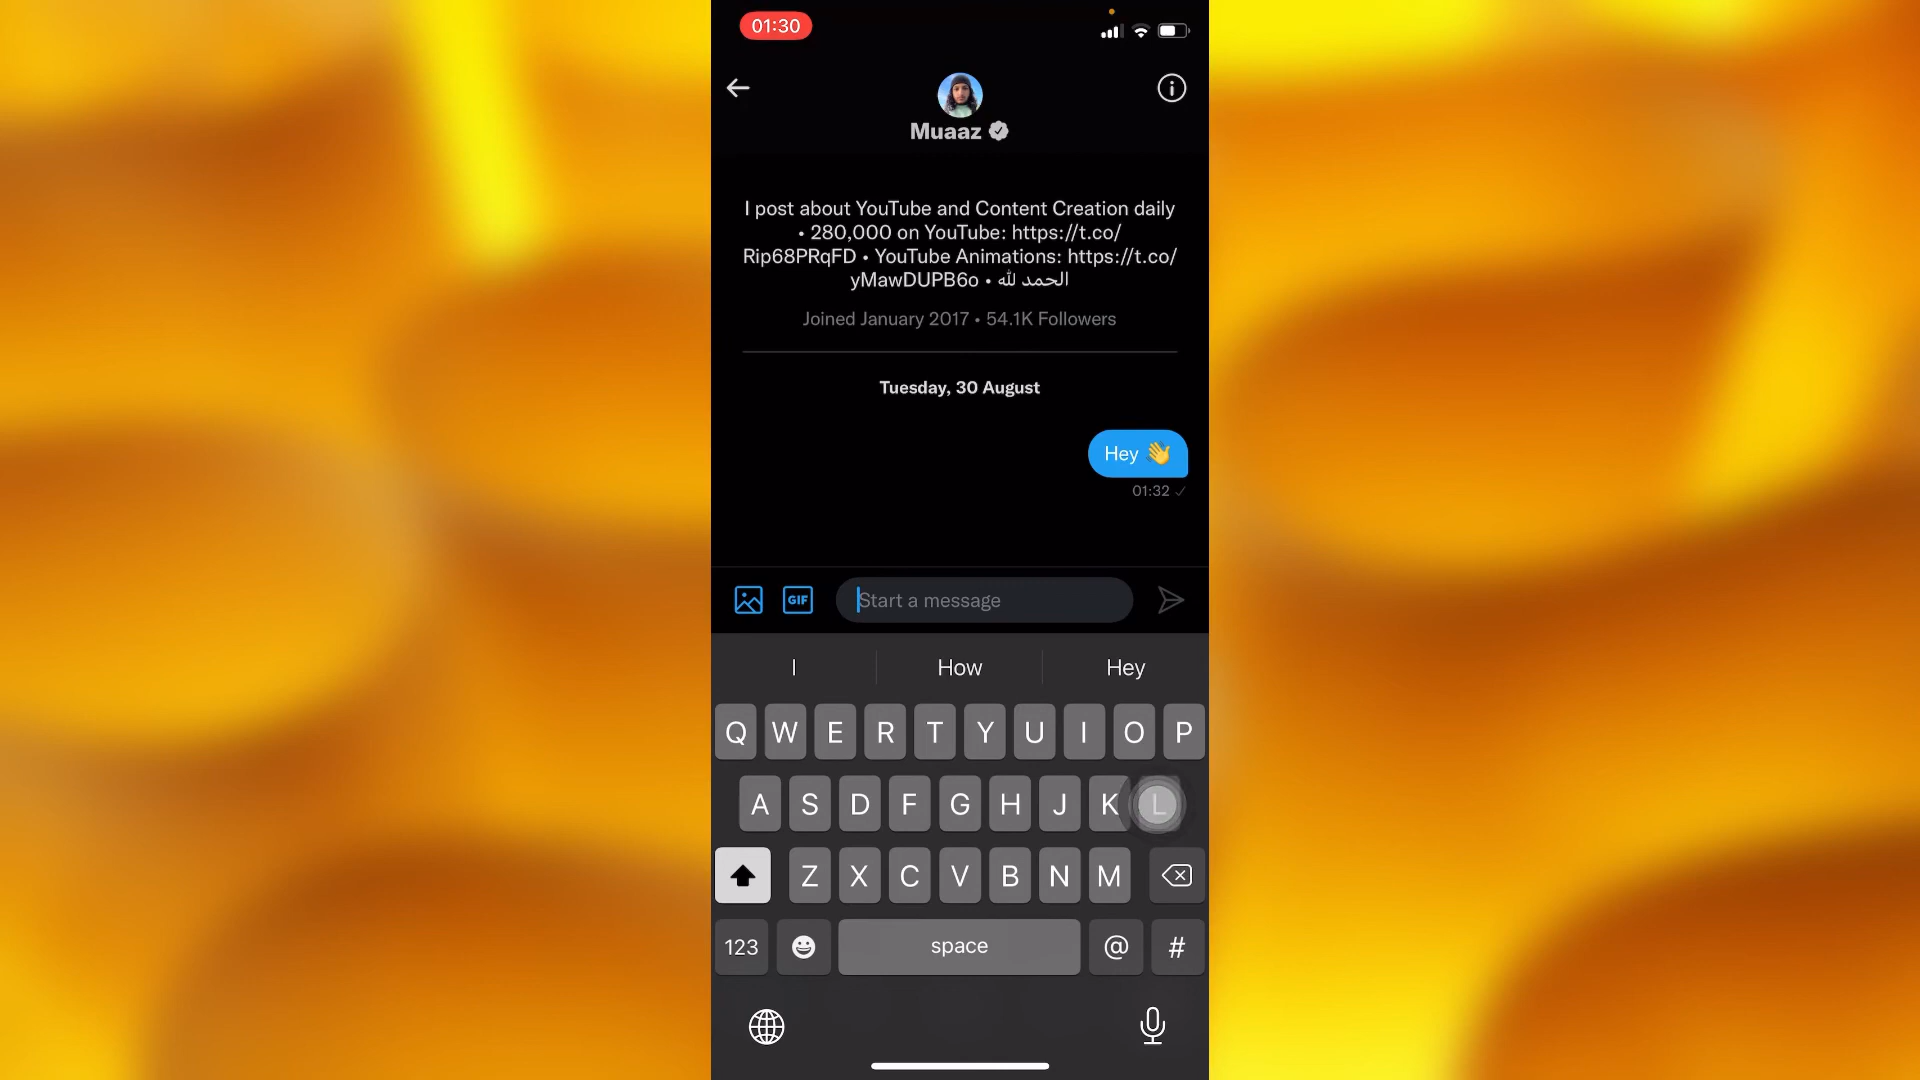 01:30
Muaaz
I post about YouTube and Content Creation daily
• 280,000 on YouTube: https://t.co/
Rip68PRqFD • YouTube Animations: https://t.co/
yMawDUPB6o • الحمد لله
Joined January 2017 • 54.1K Followers
Tuesday, 30 August
Hey 👋
01:32 ✓
GIF Start a message
I How Hey
Q W E R T Y U I O P
A S D F G H J K L
Z X C V B N M
123 space @ #